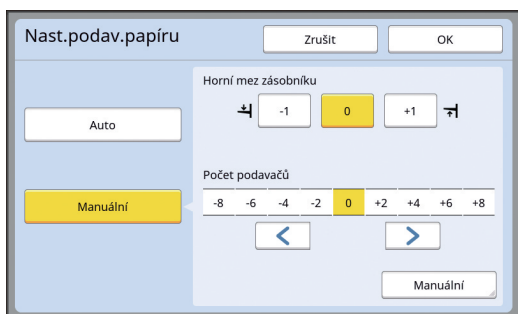 Nast.podav.papíru
Zrušit
OK
Horní mez zásobníku
-1
0
+1
Auto
Počet podavačů
Manuální
-8 -6 -4 -2 0 +2 +4 +6 +8
Manuální